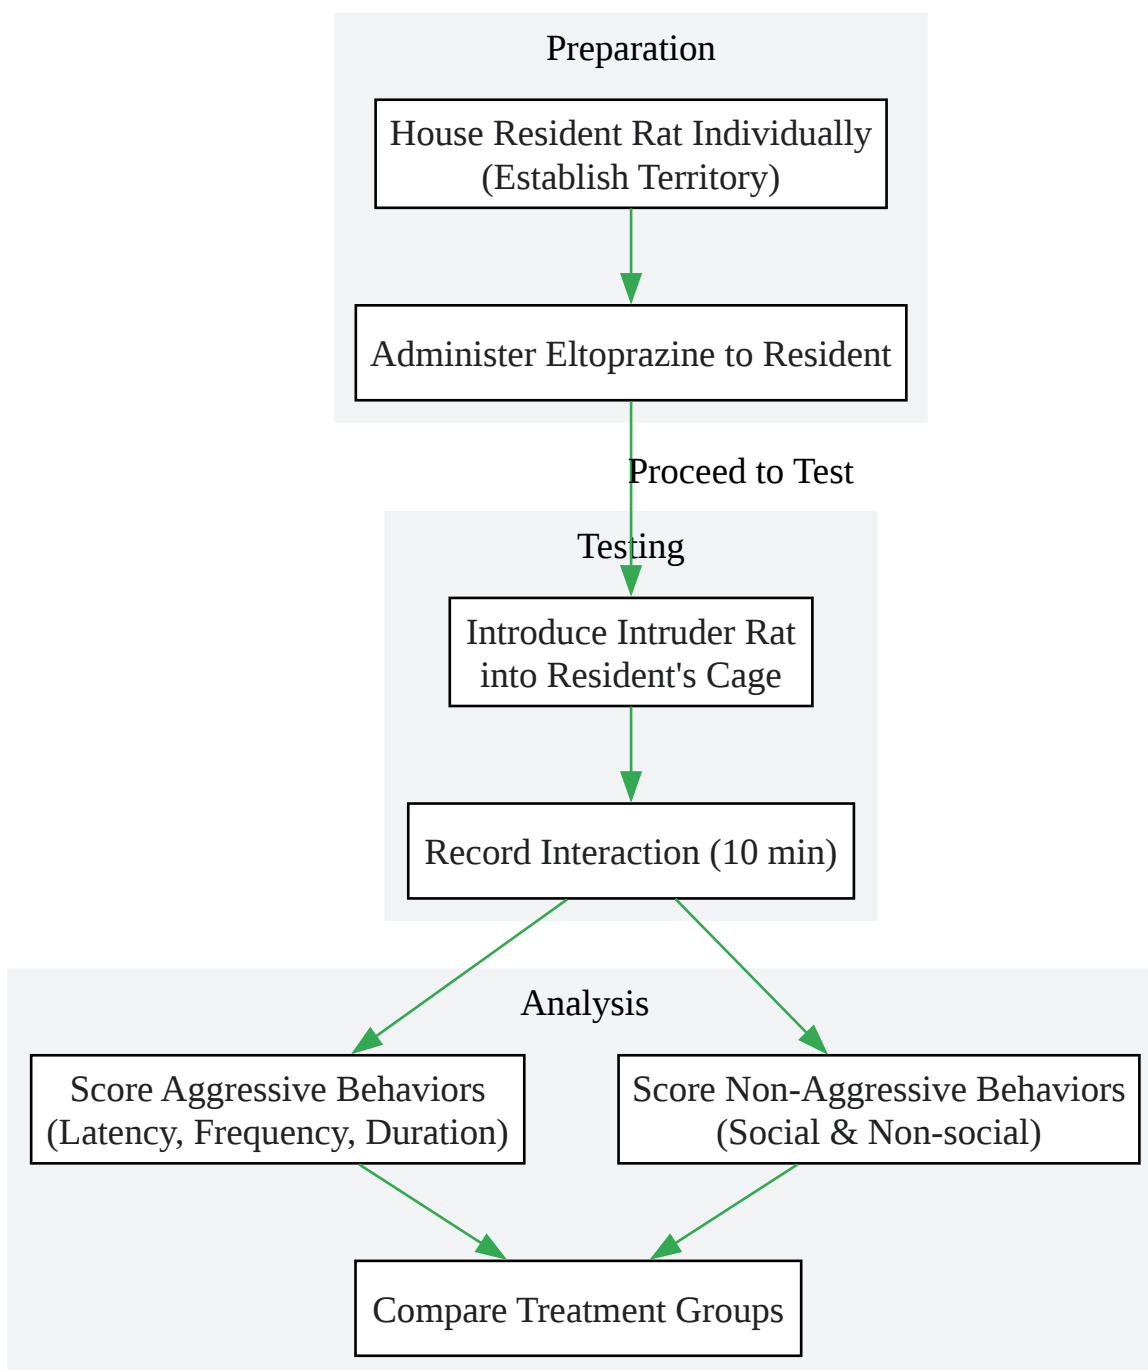 Preparation
House Resident Rat Individually
(Establish Territory)
Administer Eltoprazine to Resident
Proceed to Test
Testing
Introduce Intruder Rat
into Resident's Cage
Record Interaction (10 min)
Analysis
Score Aggressive Behaviors
(Latency, Frequency, Duration)
Score Non-Aggressive Behaviors
(Social & Non-social)
Compare Treatment Groups